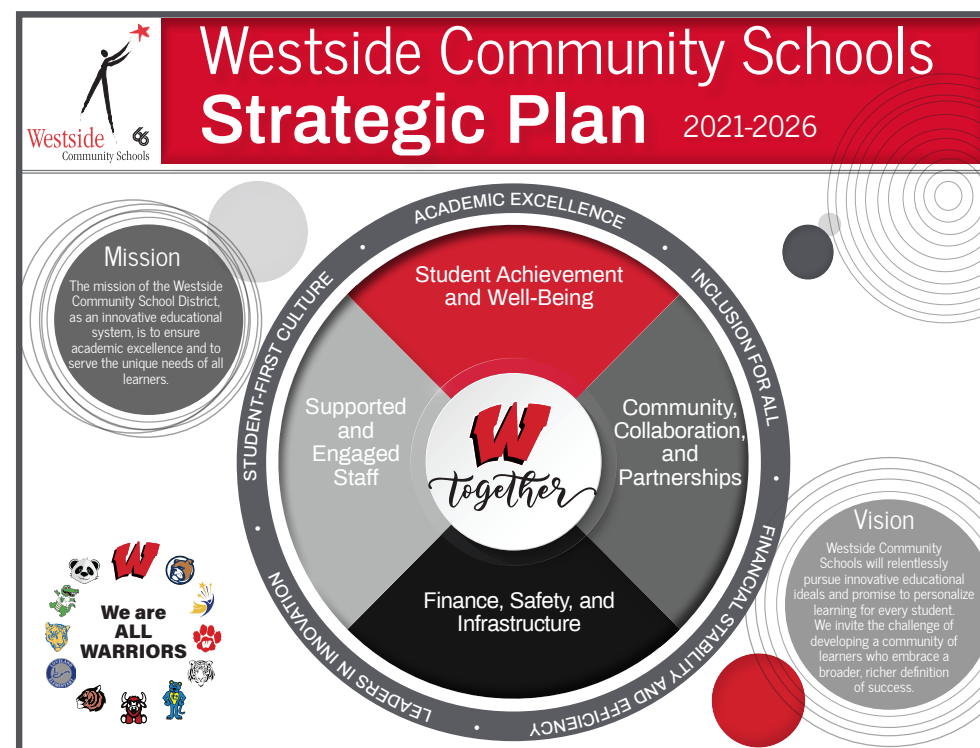 Westside Community Schools
Strategic Plan 2021-2026
Westside 66
Community Schools
Mission
The mission of the Westside
Community School District,
as an innovative educational
system, is to ensure
academic excellence and to
serve the unique needs of all
learners.
ACADEMIC EXCELLENCE
INCLUSION FOR ALL
FINANCIAL STABILITY AND EFFICIENCY
LEADERS IN INNOVATION
STUDENT-FIRST CULTURE
Student Achievement
and Well-Being
Supported
and
Engaged
Staff
Community,
Collaboration,
and
Partnerships
W
together
Finance, Safety, and
Infrastructure
Vision
Westside Community
Schools will relentlessly
pursue innovative educational
ideals and promise to personalize
learning for every student.
We invite the challenge of
developing a community of
learners who embrace a
broader, richer definition
of success.
W
We are
ALL
WARRIORS
W